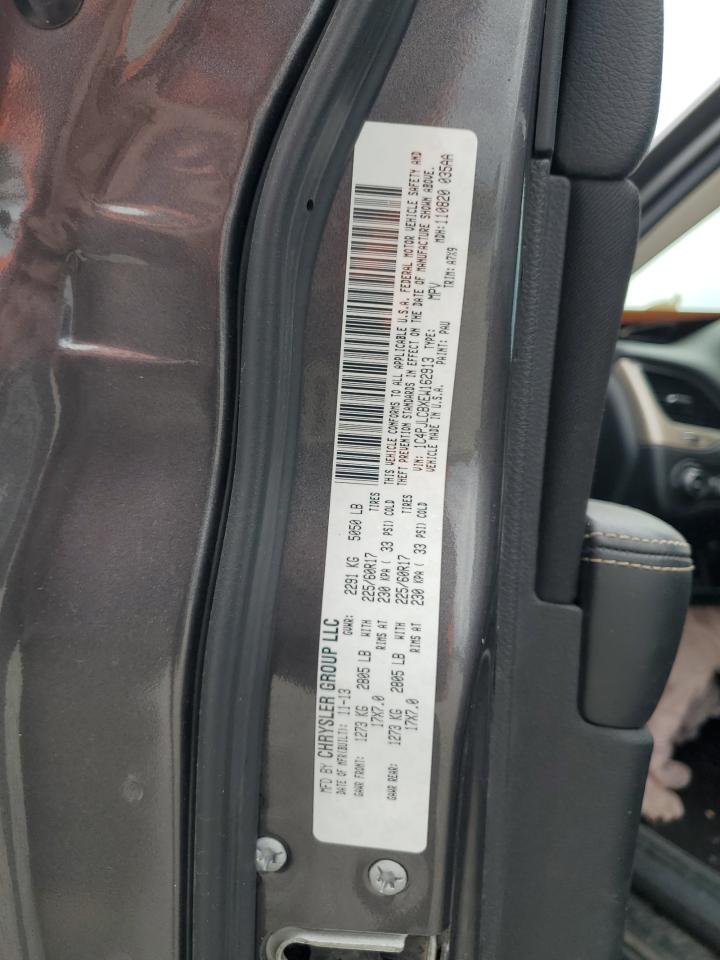 MFD BY CHRYSLER GROUP LLC
DATE OF MFR(BUILT): 11-13 GVWR: 2291 KG 5050 LB
GAWR FRONT: 1273 KG 2805 LB WITH 225/60R17 TIRES
17X7.0 RIMS AT 230 KPA ( 33 PSI) COLD
GAWR REAR: 1273 KG 2805 LB WITH 225/60R17 TIRES
17X7.0 RIMS AT 230 KPA ( 33 PSI) COLD
THIS VEHICLE CONFORMS TO ALL APPLICABLE U.S.A. FEDERAL MOTOR VEHICLE SAFETY AND
THEFT PREVENTION STANDARDS IN EFFECT ON THE DATE OF MANUFACTURE SHOWN ABOVE.
VIN: 1C4PJLCBXEW162913 TYPE: MPV MDH: 110820 035AA
VEHICLE MADE IN U.S.A. PAINT: PAU TRIM: A7X9